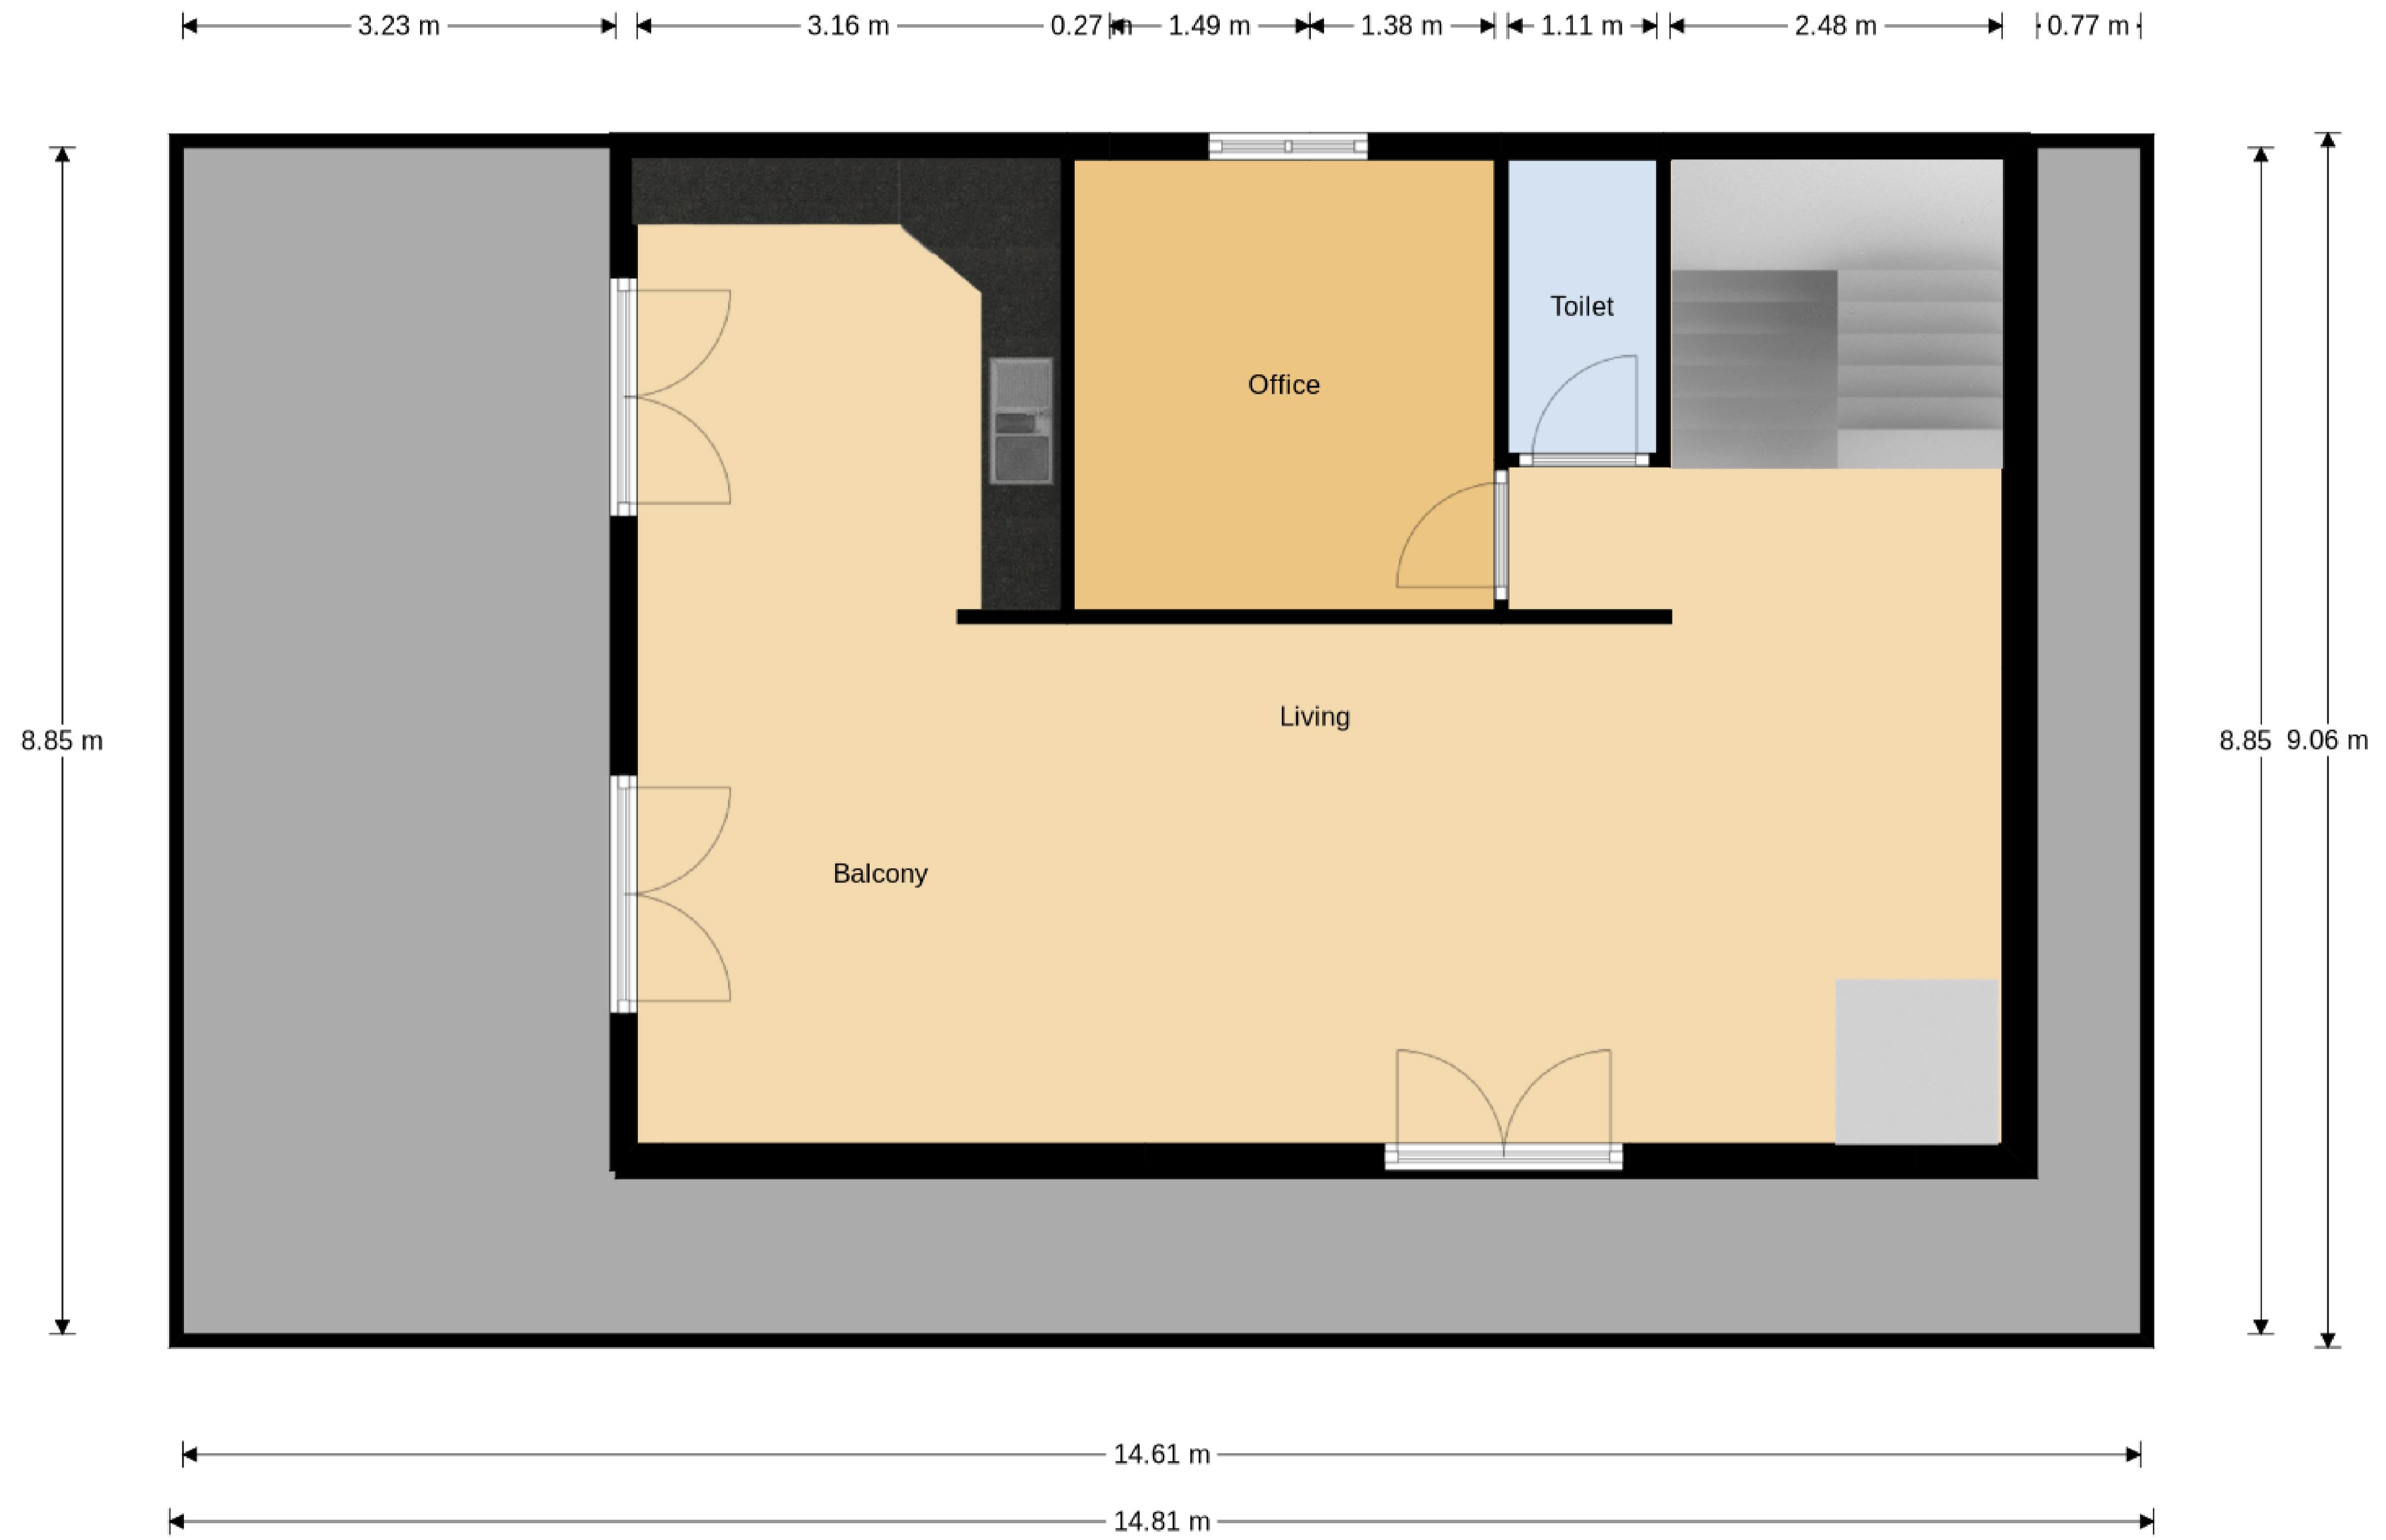 3.23 m 3.16 m 0.27 m 1.49 m 1.38 m 1.11 m 2.48 m 0.77 m
Toilet
Office
Living
8.85 m 8.85 9.06 m
Balcony
14.61 m
14.81 m